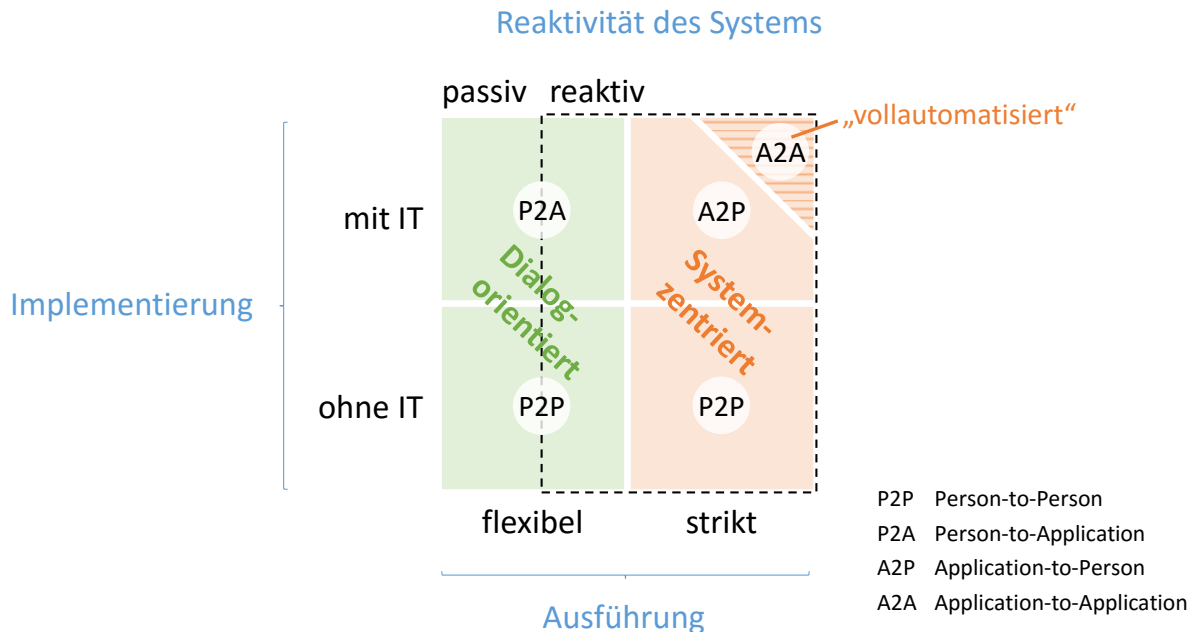 Reaktivität des Systems
passiv reaktiv
„vollautomatisiert“
A2A
mit IT
P2A
A2P
Dialog-
orientiert
System-
zentriert
Implementierung
ohne IT
P2P
P2P
flexibel
strikt
Ausführung
P2P Person-to-Person
P2A Person-to-Application
A2P Application-to-Person
A2A Application-to-Application